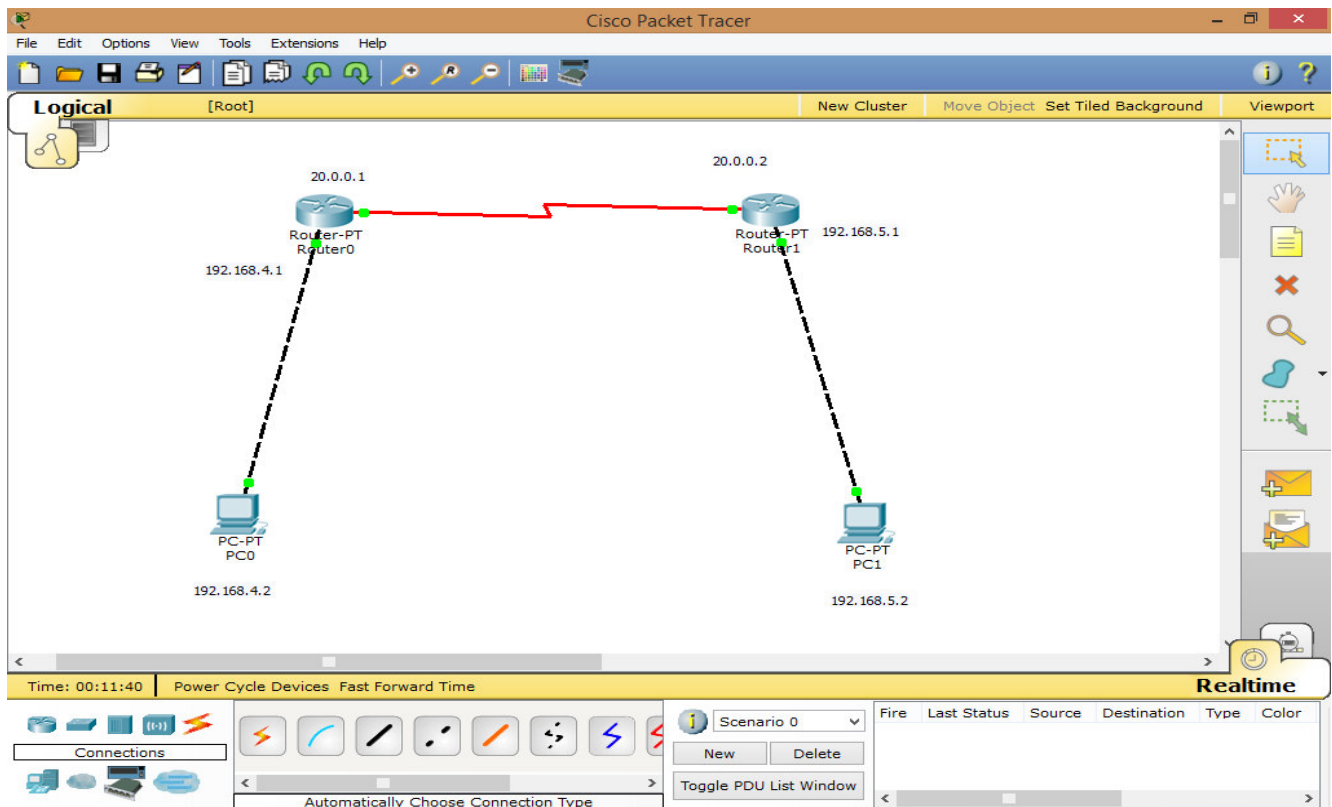 Cisco Packet Tracer
File Edit Options View Tools Extensions Help
Logical [Root] New Cluster Move Object Set Tiled Background Viewport
20.0.0.2
20.0.0.1
Router-PT
Router0
Router-PT
Router1
192.168.5.1
192.168.4.1
PC-PT
PC0
PC-PT
PC1
192.168.4.2
192.168.5.2
Time: 00:11:40 Power Cycle Devices Fast Forward Time Realtime
Connections
Automatically Choose Connection Type
Scenario 0
New Delete
Toggle PDU List Window
Fire Last Status Source Destination Type Color